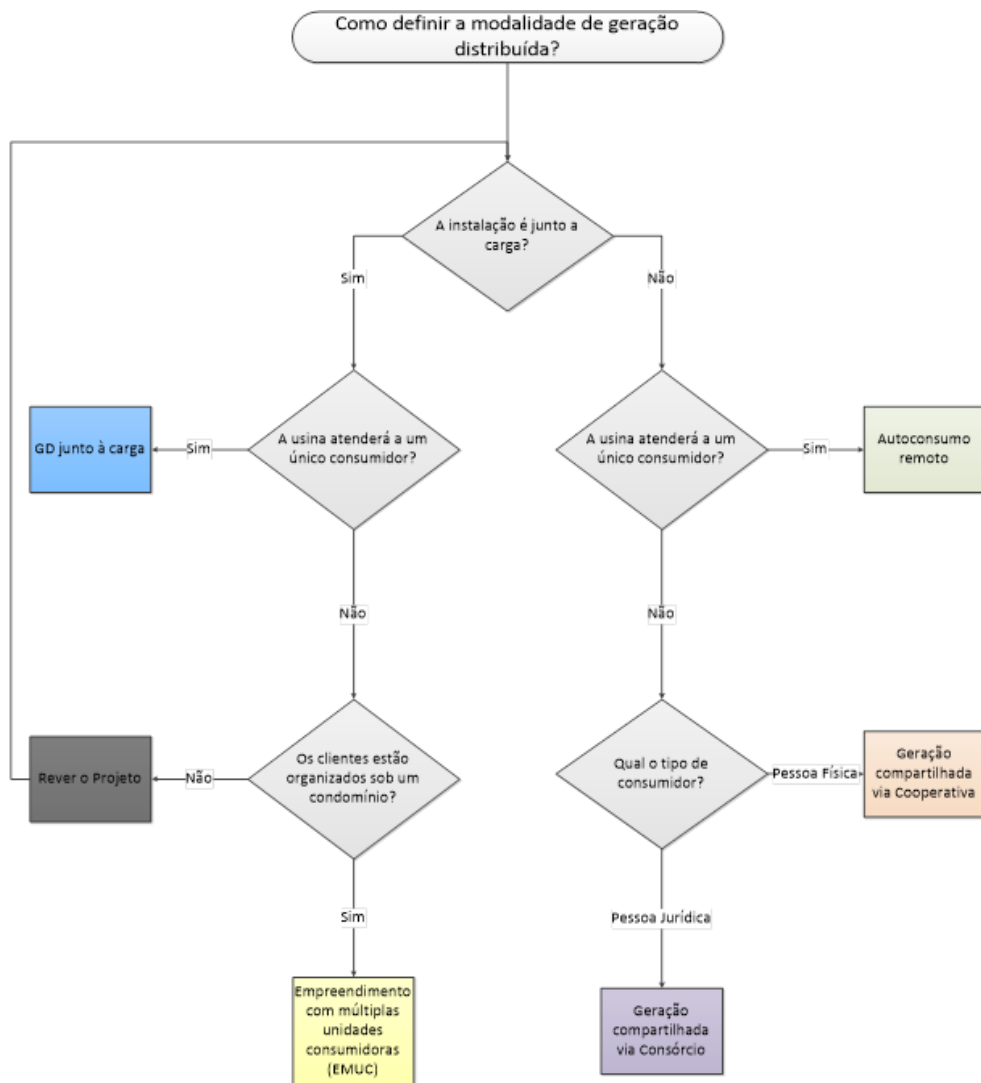 Como definir a modalidade de geração
distribuída?
A instalação é junto a
carga?
Sim
Não
GD junto à carga
Sim
A usina atenderá a um
único consumidor?
A usina atenderá a um
único consumidor?
Sim
Autoconsumo
remoto
Não
Não
Rever o Projeto
Não
Os clientes estão
organizados sob um
condomínio?
Qual o tipo de
consumidor?
Pessoa Física
Geração
compartilhada
via Cooperativa
Sim
Pessoa Jurídica
Empreendimento
com múltiplas
unidades
consumidoras
(EMUC)
Geração
compartilhada
via Consórcio